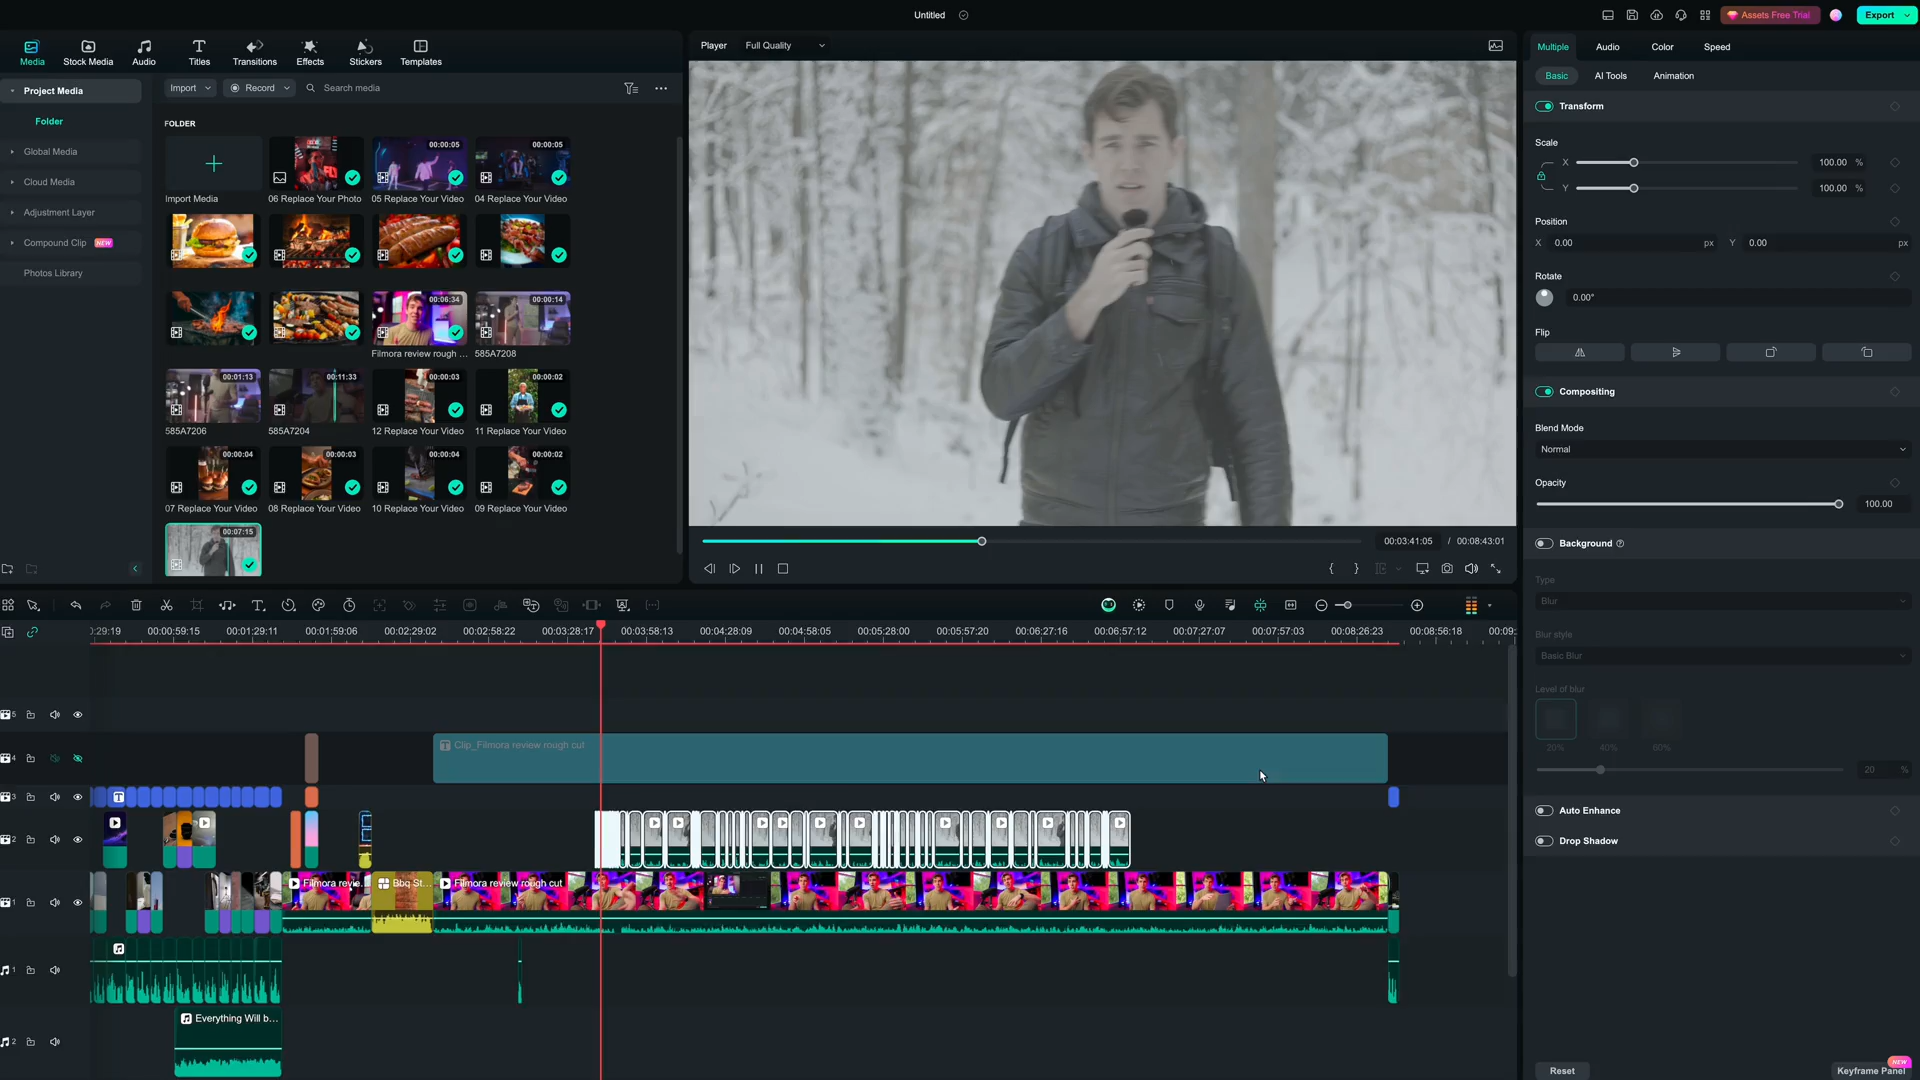 Untitled
Assets Free Trial
Export
Media
Stock Media
Audio
Titles
Transitions
Effects
Stickers
Templates
Player
Full Quality
Multiple
Audio
Color
Speed
Project Media
Import
Record
Search media
Basic
AI Tools
Animation
Folder
Global Media
Cloud Media
Adjustment Layer
Compound Clip NEW
Photos Library
FOLDER
Import Media
06 Replace Your Photo
00:00:05
05 Replace Your Video
00:00:05
04 Replace Your Video
00:06:34
Filmora review rough ...
00:00:14
585A7208
00:01:13
585A7206
00:11:33
585A7204
00:00:03
12 Replace Your Video
00:00:02
11 Replace Your Video
00:00:04
07 Replace Your Video
00:00:03
08 Replace Your Video
00:00:04
10 Replace Your Video
00:00:02
09 Replace Your Video
00:07:15
00:03:41:05 / 00:08:43:01
Transform
Scale
X 100.00 %
Y 100.00 %
Position
X 0.00 px Y 0.00 px
Rotate
0.00°
Flip
Compositing
Blend Mode
Normal
Opacity
100.00
Background
Type
Blur
Blur style
Basic Blur
Level of blur
20% 40% 60%
20 %
Auto Enhance
Drop Shadow
Reset
NEW
Keyframe Panel
0:29:19 00:00:59:15 00:01:29:11 00:01:59:06 00:02:29:02 00:02:58:22 00:03:28:17 00:03:58:13 00:04:28:09 00:04:58:05 00:05:28:00 00:05:57:20 00:06:27:16 00:06:57:12 00:07:27:07 00:07:57:03 00:08:26:23 00:08:56:18 00:09:
5
4
Clip_Filmora review rough cut
3
T
2
1
Filmora revie...
Bbq St...
Filmora review rough cut
1
2
Everything Will b...